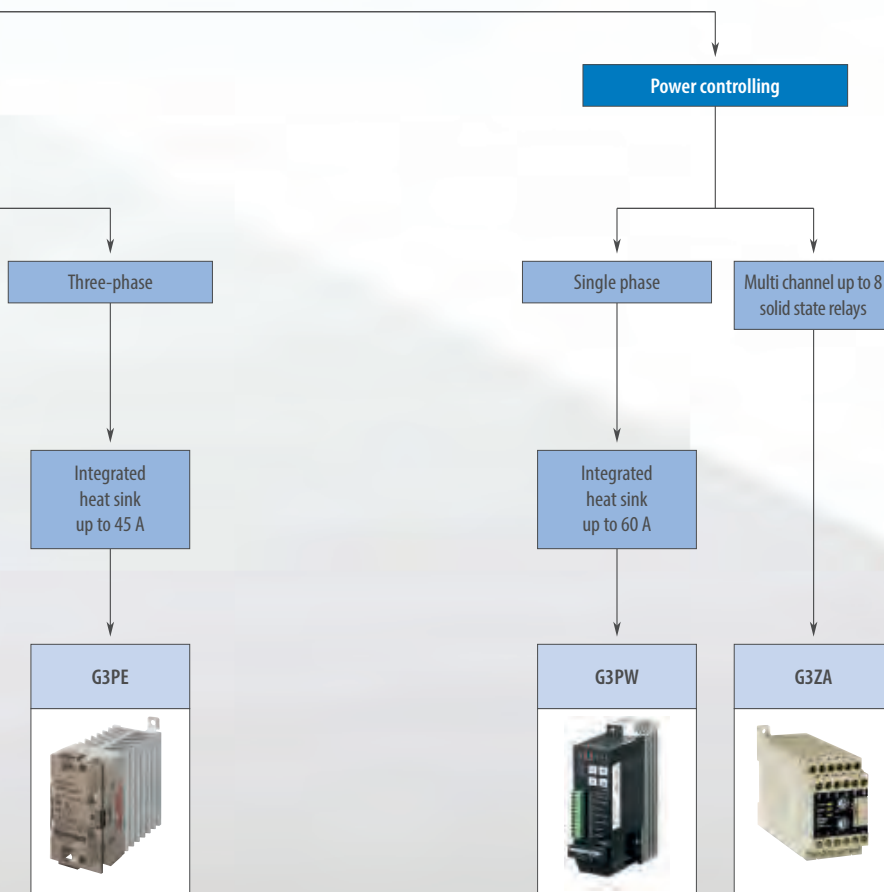 Power controlling
Three-phase
Single phase
Multi channel up to 8
solid state relays
Integrated
heat sink
up to 45 A
Integrated
heat sink
up to 60 A
G3PE
G3PW
G3ZA